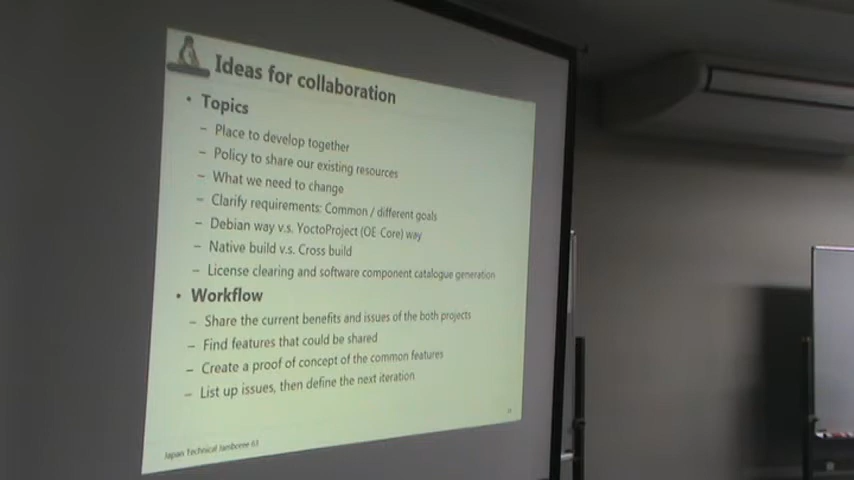 Ideas for collaboration
• Topics
– Place to develop together
– Policy to share our existing resources
– What we need to change
– Clarify requirements: Common / different goals
– Debian way v.s. YoctoProject (OE-Core) way
– Native build v.s. Cross build
– License clearing and software component catalogue generation
• Workflow
– Share the current benefits and issues of the both projects
– Find features that could be shared
– Create a proof of concept of the common features
– List up issues, then define the next iteration
Japan Technical Jamboree 63